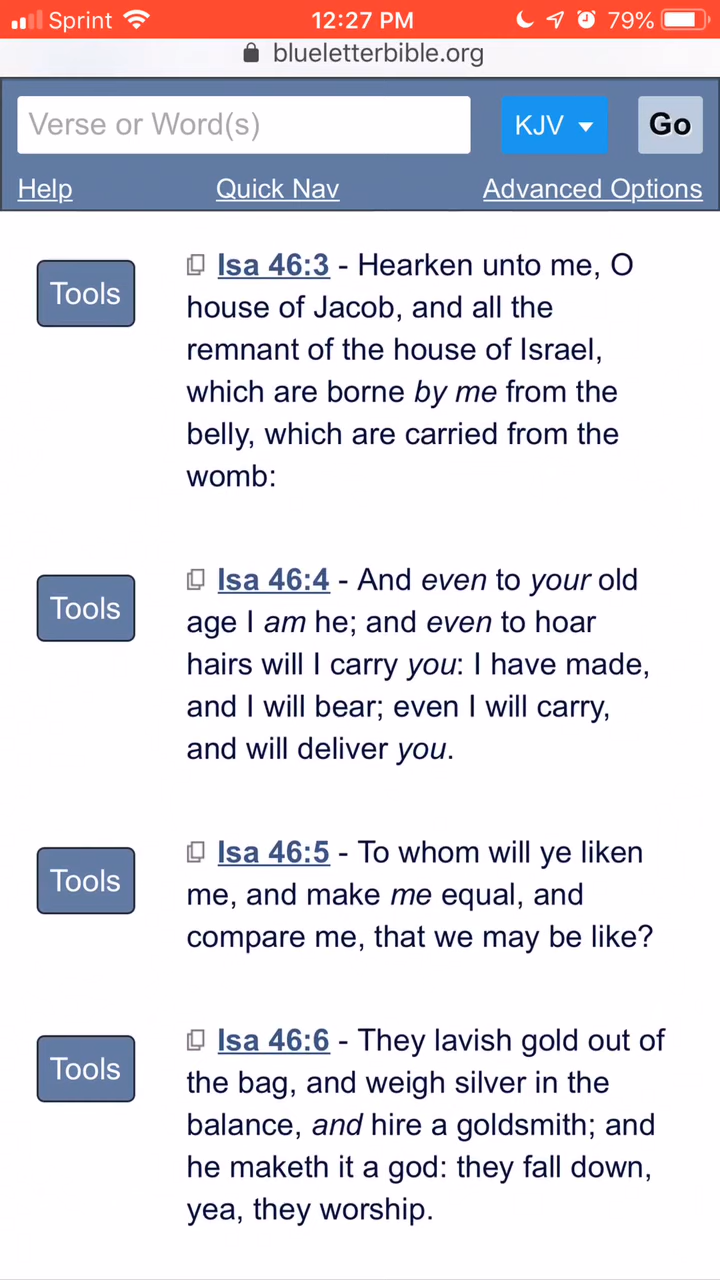 Sprint 12:27 PM 79%
blueletterbible.org
Verse or Word(s) KJV Go
Help Quick Nav Advanced Options
Tools
Isa 46:3 - Hearken unto me, O
house of Jacob, and all the
remnant of the house of Israel,
which are borne by me from the
belly, which are carried from the
womb:
Tools
Isa 46:4 - And even to your old
age I am he; and even to hoar
hairs will I carry you: I have made,
and I will bear; even I will carry,
and will deliver you.
Tools
Isa 46:5 - To whom will ye liken
me, and make me equal, and
compare me, that we may be like?
Tools
Isa 46:6 - They lavish gold out of
the bag, and weigh silver in the
balance, and hire a goldsmith; and
he maketh it a god: they fall down,
yea, they worship.